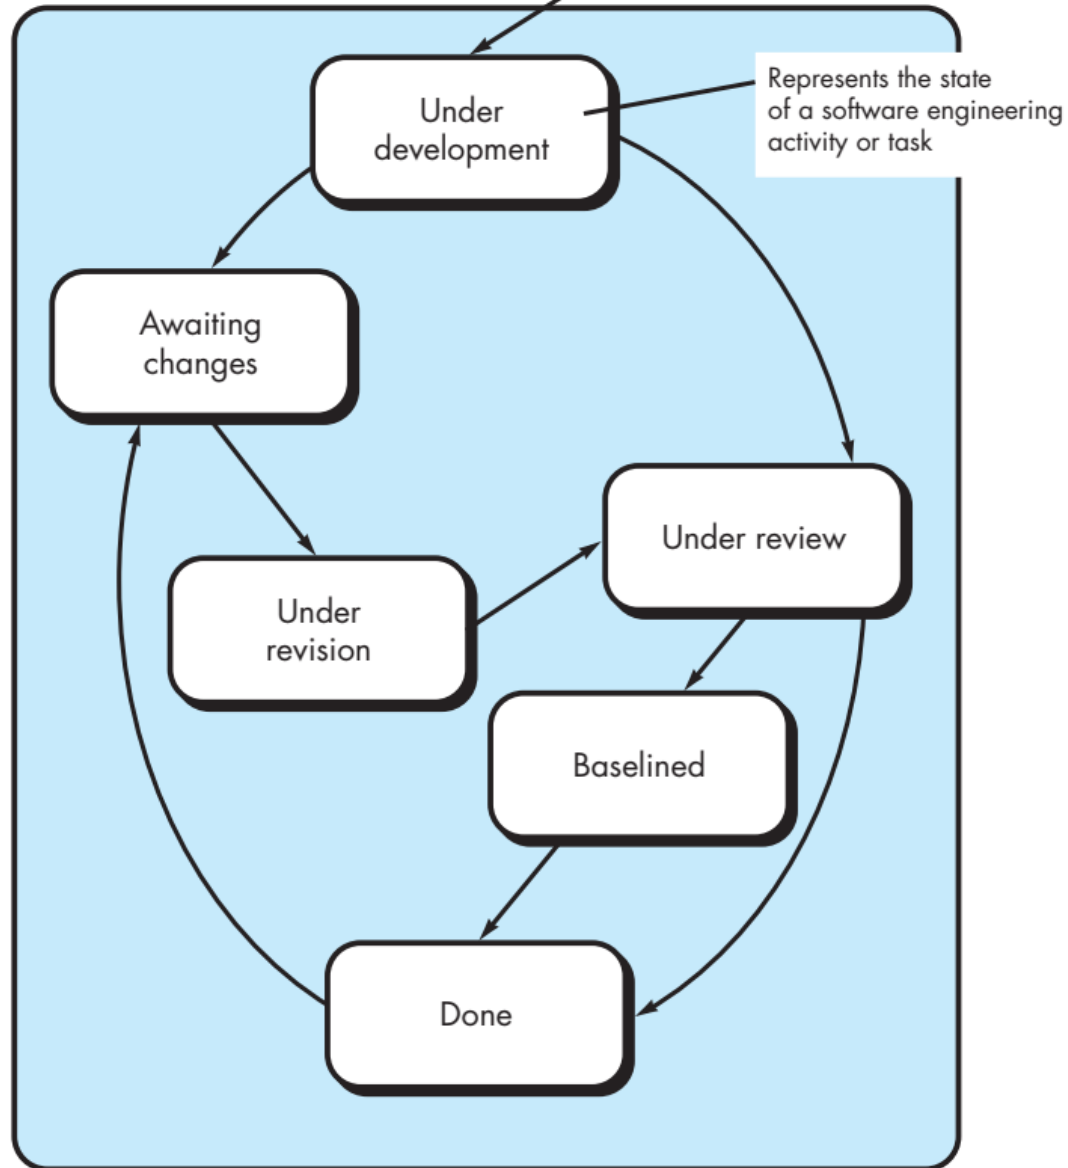 Under
development
Represents the state
of a software engineering
activity or task
Awaiting
changes
Under review
Under
revision
Baselined
Done